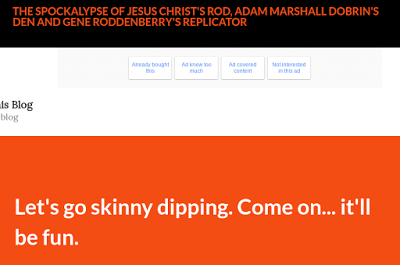 THE SPOCKALYPSE OF JESUS CHRIST'S ROD, ADAM MARSHALL DOBRIN'S
DEN AND GENE RODDENBERRY'S REPLICATOR
Already bought this
Ad knew too much
Ad covered content
Not interested in this ad
his Blog
blog
Let's go skinny dipping. Come on... it'll
be fun.